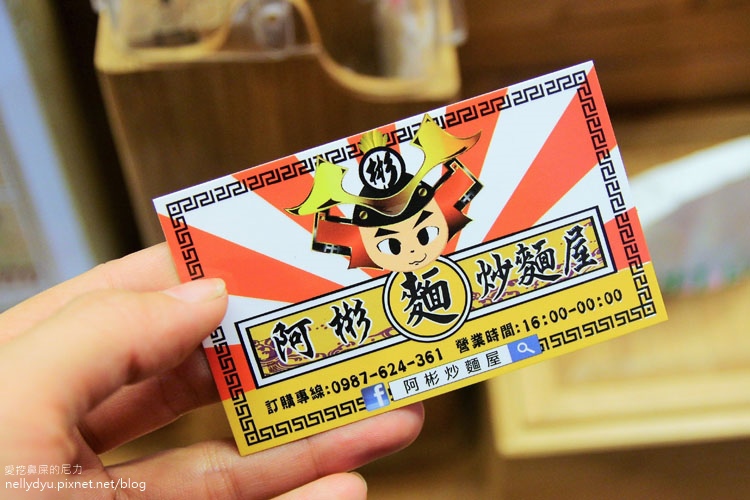 彬
阿彬 麵 炒麵屋
訂購專線:0987-624-361 營業時間:16:00-00:00
f 阿彬炒麵屋
愛挖鼻屎的尼力
nellydyu.pixnet.net/blog